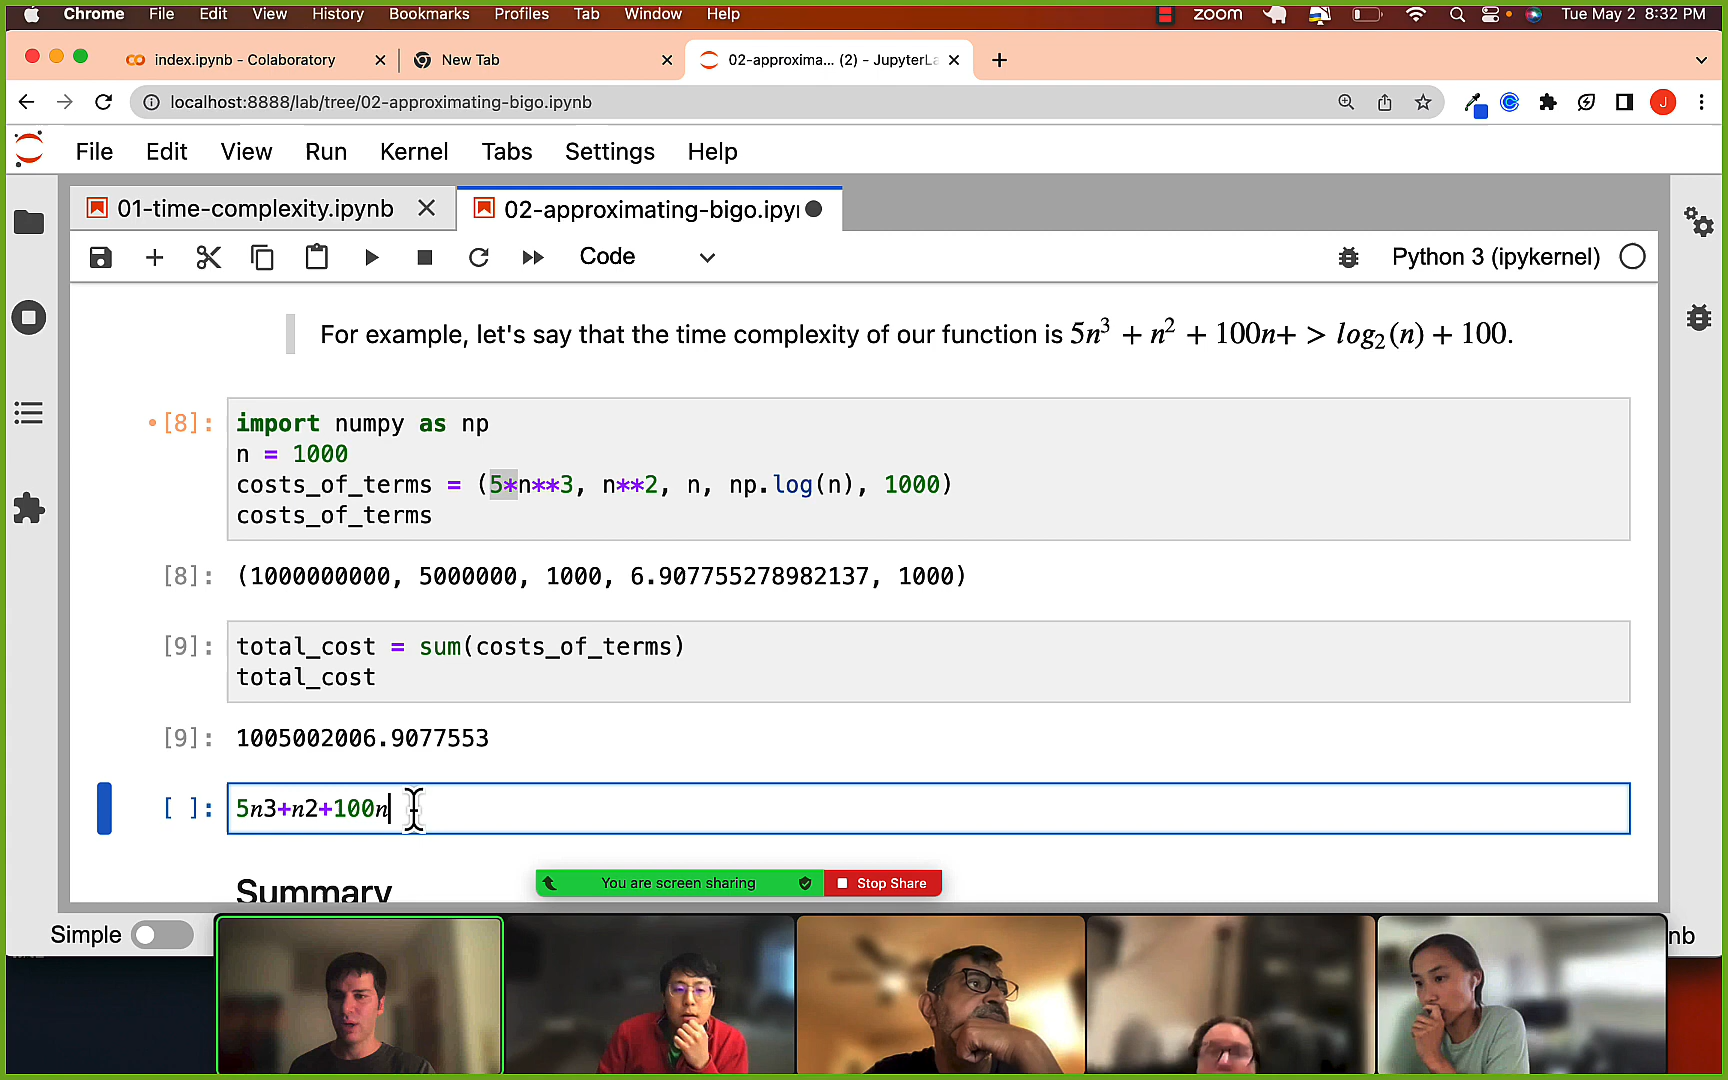 Chrome File Edit View History Bookmarks Profiles Tab Window Help zoom Tue May 2 8:32 PM
index.ipynb - Colaboratory New Tab 02-approxima... (2) - JupyterLa
localhost:8888/lab/tree/02-approximating-bigo.ipynb J
File Edit View Run Kernel Tabs Settings Help
01-time-complexity.ipynb 02-approximating-bigo.ipyı
Code Python 3 (ipykernel)
For example, let's say that the time complexity of our function is 5n³ + n² + 100n+ > log₂(n) + 100.
[8]: import numpy as np
n = 1000
costs_of_terms = (5*n**3, n**2, n, np.log(n), 1000)
costs_of_terms
[8]: (1000000000, 5000000, 1000, 6.907755278982137, 1000)
[9]: total_cost = sum(costs_of_terms)
total_cost
[9]: 1005002006.9077553
[ ]: 5n3+n2+100n
Summary
You are screen sharing Stop Share
Simple nb